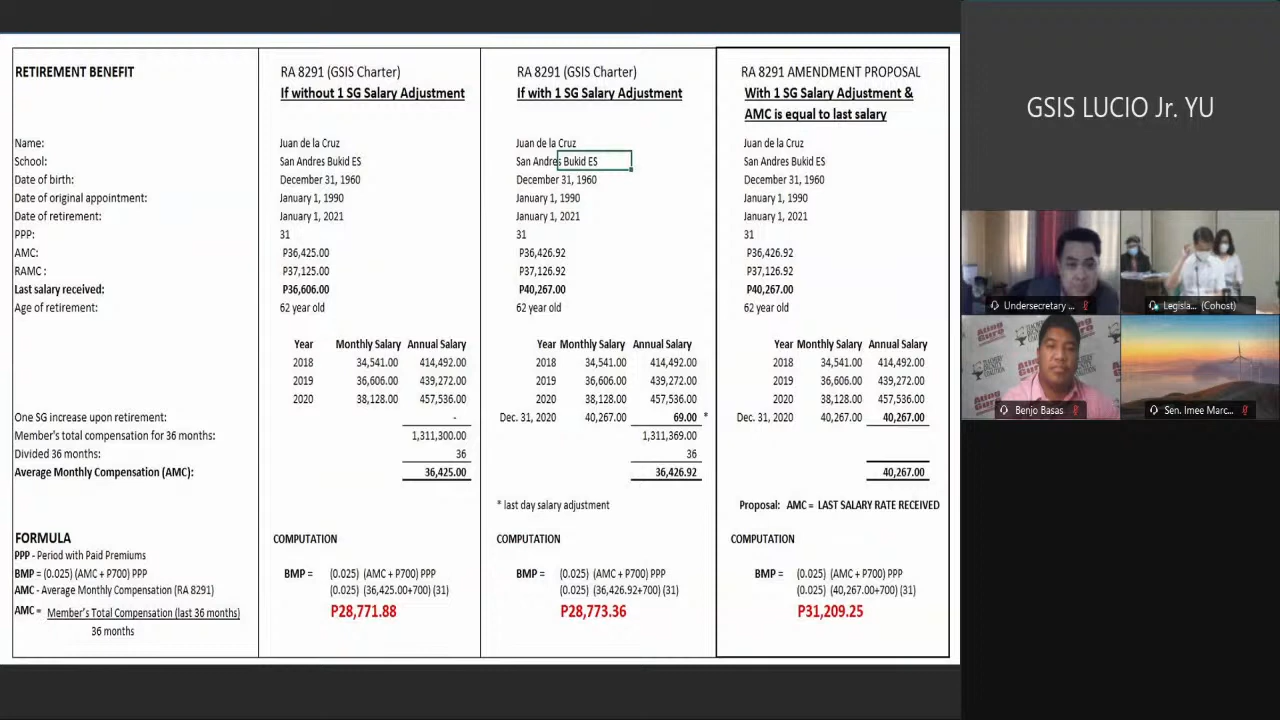 RETIREMENT BENEFIT
RA 8291 (GSIS Charter)
If without 1 SG Salary Adjustment
RA 8291 (GSIS Charter)
If with 1 SG Salary Adjustment
RA 8291 AMENDMENT PROPOSAL
With 1 SG Salary Adjustment &
AMC is equal to last salary
Name: Juan de la Cruz Juan de la Cruz Juan de la Cruz
School: San Andres Bukid ES San Andres Bukid ES San Andres Bukid ES
Date of birth: December 31, 1960 December 31, 1960 December 31, 1960
Date of original appointment: January 1, 1990 January 1, 1990 January 1, 1990
Date of retirement: January 1, 2021 January 1, 2021 January 1, 2021
PPP: 31 31 31
AMC: P36,425.00 P36,426.92 P36,426.92
RAMC : P37,125.00 P37,126.92 P37,126.92
Last salary received: P36,606.00 P40,267.00 P40,267.00
Age of retirement: 62 year old 62 year old 62 year old
Year Monthly Salary Annual Salary Year Monthly Salary Annual Salary Year Monthly Salary Annual Salary
2018 34,541.00 414,492.00 2018 34,541.00 414,492.00 2018 34,541.00 414,492.00
2019 36,606.00 439,272.00 2019 36,606.00 439,272.00 2019 36,606.00 439,272.00
2020 38,128.00 457,536.00 2020 38,128.00 457,536.00 2020 38,128.00 457,536.00
One SG increase upon retirement: - Dec. 31, 2020 40,267.00 69.00 * Dec. 31, 2020 40,267.00 40,267.00
Member's total compensation for 36 months: 1,311,300.00 1,311,369.00
Divided 36 months: 36 36
Average Monthly Compensation (AMC): 36,425.00 36,426.92 40,267.00
* last day salary adjustment Proposal: AMC = LAST SALARY RATE RECEIVED
FORMULA
PPP - Period with Paid Premiums
BMP = (0.025) (AMC + P700) PPP
AMC - Average Monthly Compensation (RA 8291)
AMC = Member's Total Compensation (last 36 months)
36 months
COMPUTATION
BMP = (0.025) (AMC + P700) PPP
(0.025) (36,425.00+700) (31)
P28,771.88
COMPUTATION
BMP = (0.025) (AMC + P700) PPP
(0.025) (36,426.92+700) (31)
P28,773.36
COMPUTATION
BMP = (0.025) (AMC + P700) PPP
(0.025) (40,267.00+700) (31)
P31,209.25
GSIS LUCIO Jr. YU
Undersecretary ...
Legisla... (Cohost)
Ating
Guro
Benjo Basas
Sen. Imee Marc...